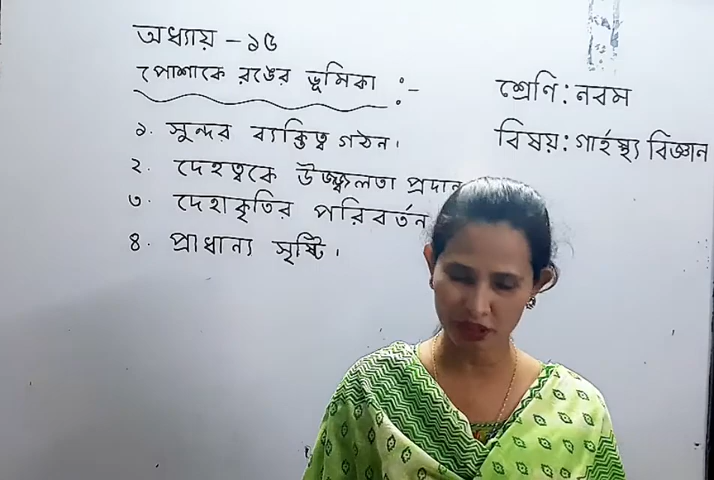 অধ্যায় - ১৫
পোশাকে রঙের ভূমিকা :-
১. সুন্দর ব্যক্তিত্ব গঠন।
২. দেহত্বকে উজ্জ্বলতা প্রদান
৩. দেহাকৃতির পরিবর্তন
৪. প্রাধান্য সৃষ্টি।
শ্রেণি: নবম
বিষয়: গার্হস্থ্য বিজ্ঞান